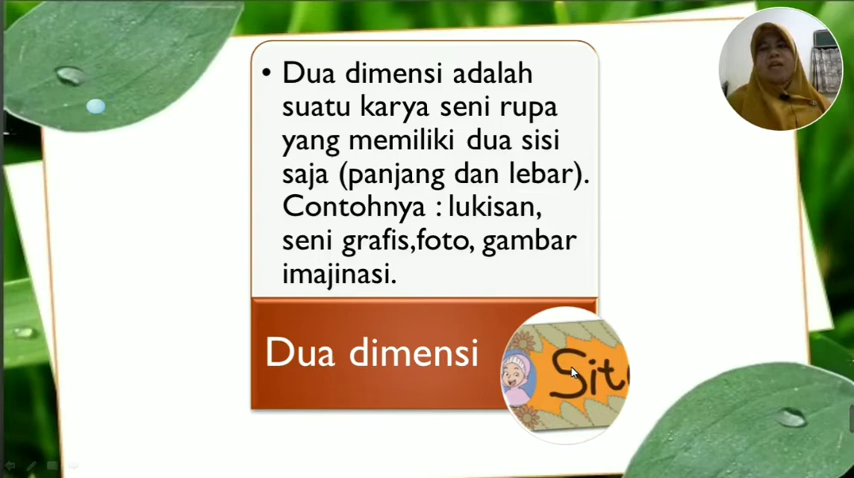 • Dua dimensi adalah
suatu karya seni rupa
yang memiliki dua sisi
saja (panjang dan lebar).
Contohnya : lukisan,
seni grafis,foto, gambar
imajinasi.
Dua dimensi